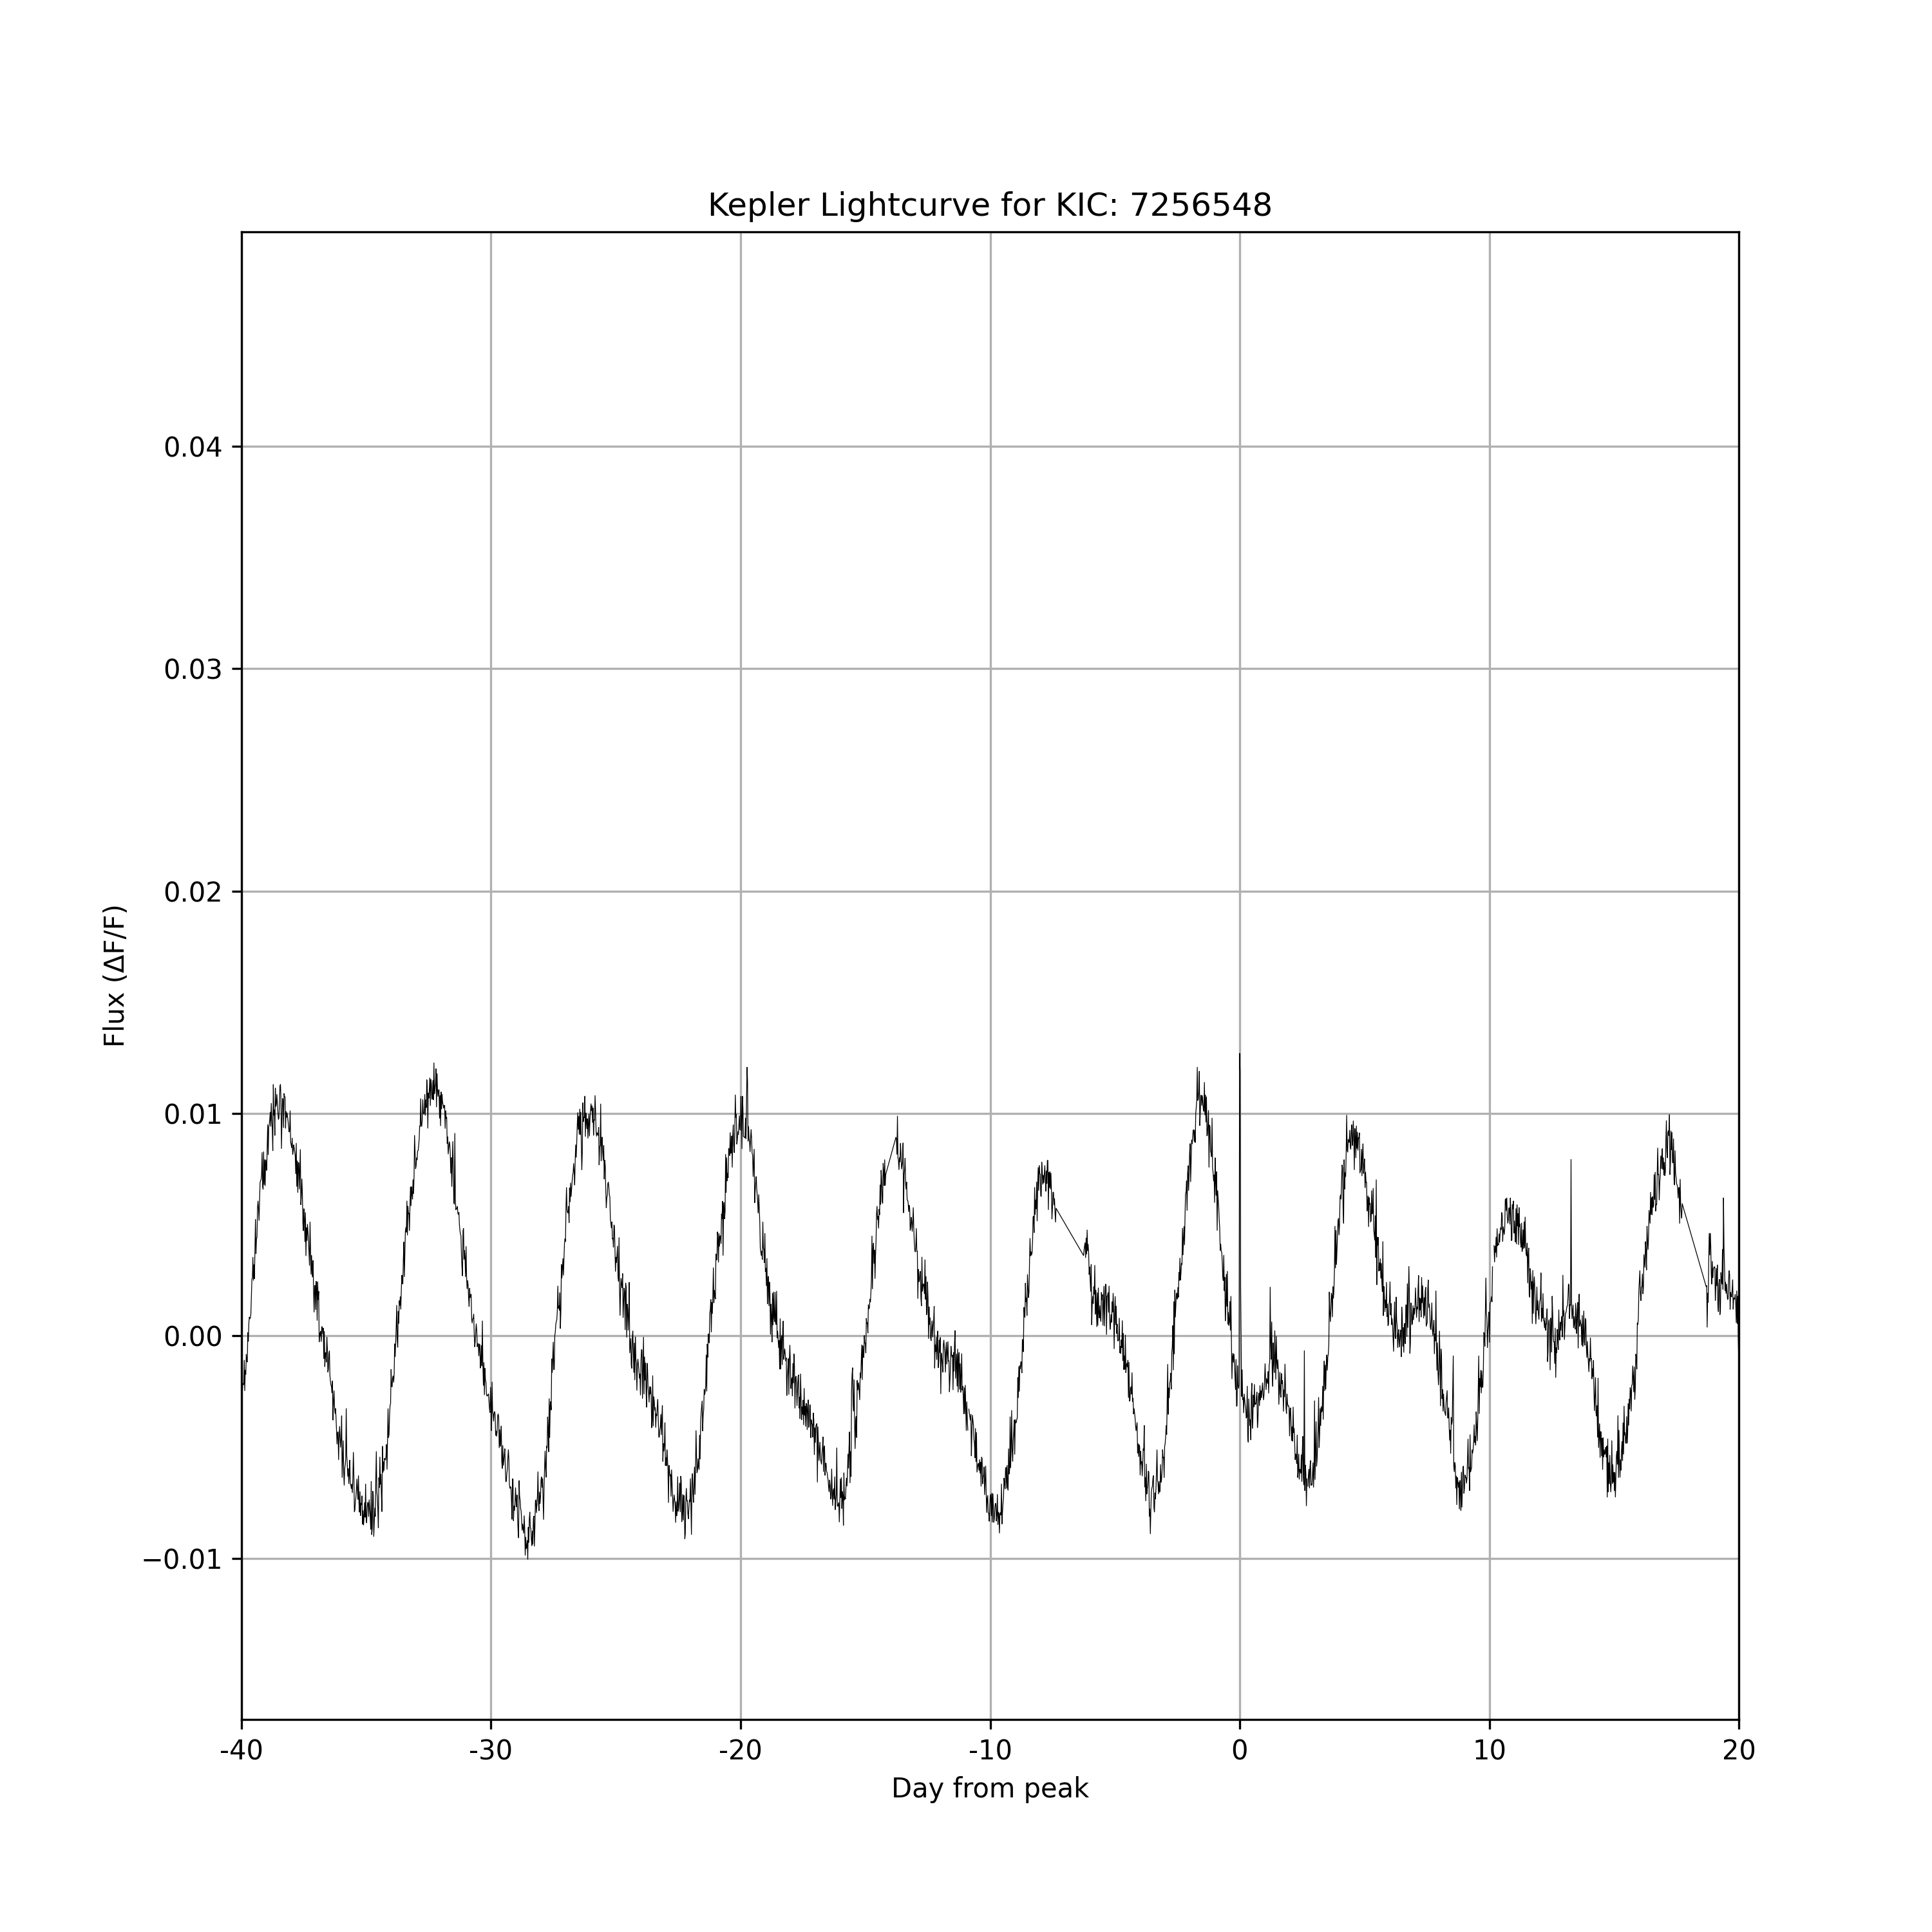 Kepler Lightcurve for KIC: 7256548
0.04
0.03
0.02
0.01
0.00
−0.01
Flux (ΔF/F)
-40 -30 -20 -10 0 10 20
Day from peak